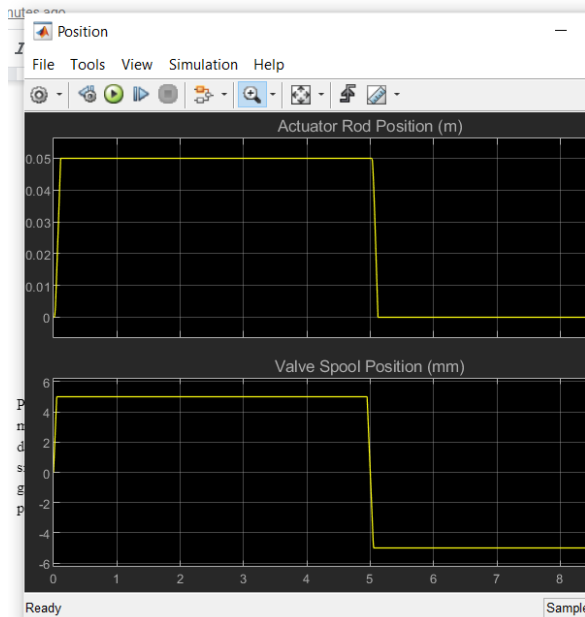 nutes ago
Position
File Tools View Simulation Help
Actuator Rod Position (m)
0.05
0.04
0.03
0.02
0.01
0
Valve Spool Position (mm)
6
4
2
0
-2
-4
-6
0 1 2 3 4 5 6 7 8
Ready Sample